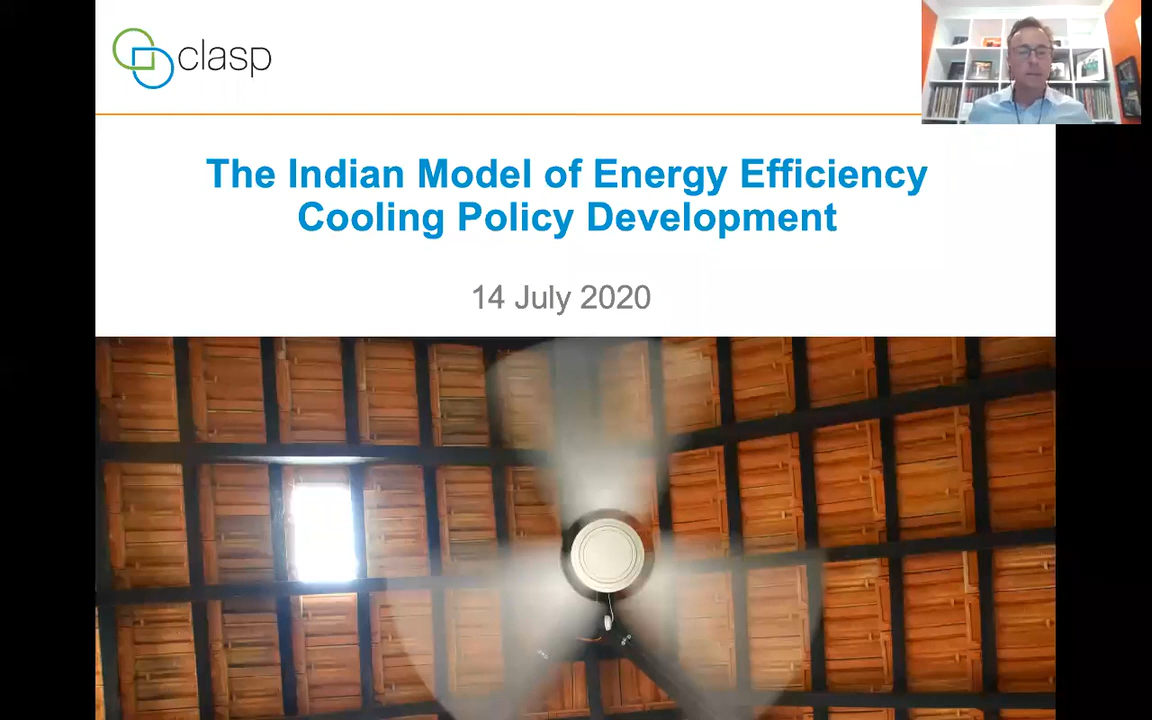 clasp
The Indian Model of Energy Efficiency
Cooling Policy Development
14 July 2020